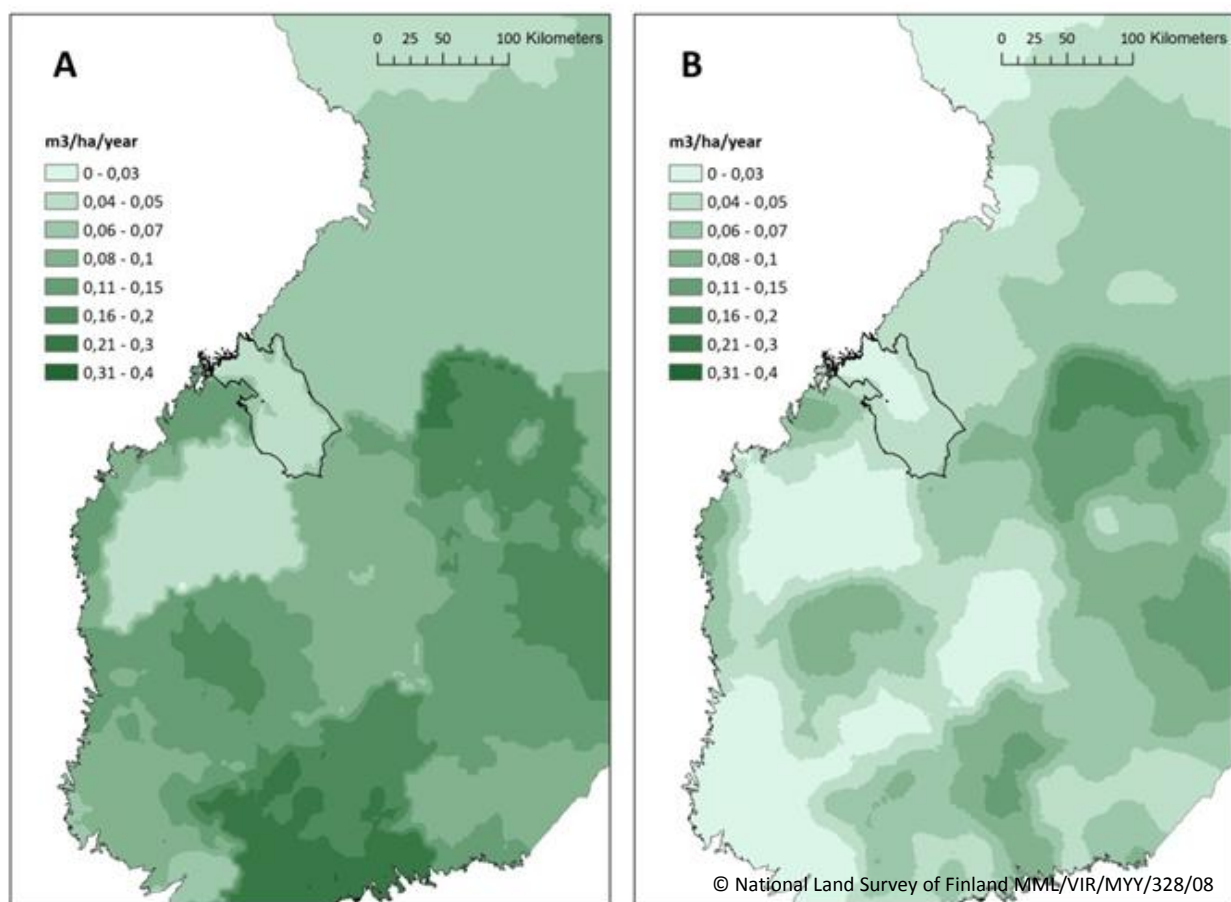 A
0 25 50 100 Kilometers
m3/ha/year
0 - 0,03
0,04 - 0,05
0,06 - 0,07
0,08 - 0,1
0,11 - 0,15
0,16 - 0,2
0,21 - 0,3
0,31 - 0,4
B
0 25 50 100 Kilometers
m3/ha/year
0 - 0,03
0,04 - 0,05
0,06 - 0,07
0,08 - 0,1
0,11 - 0,15
0,16 - 0,2
0,21 - 0,3
0,31 - 0,4
© National Land Survey of Finland MML/VIR/MYY/328/08